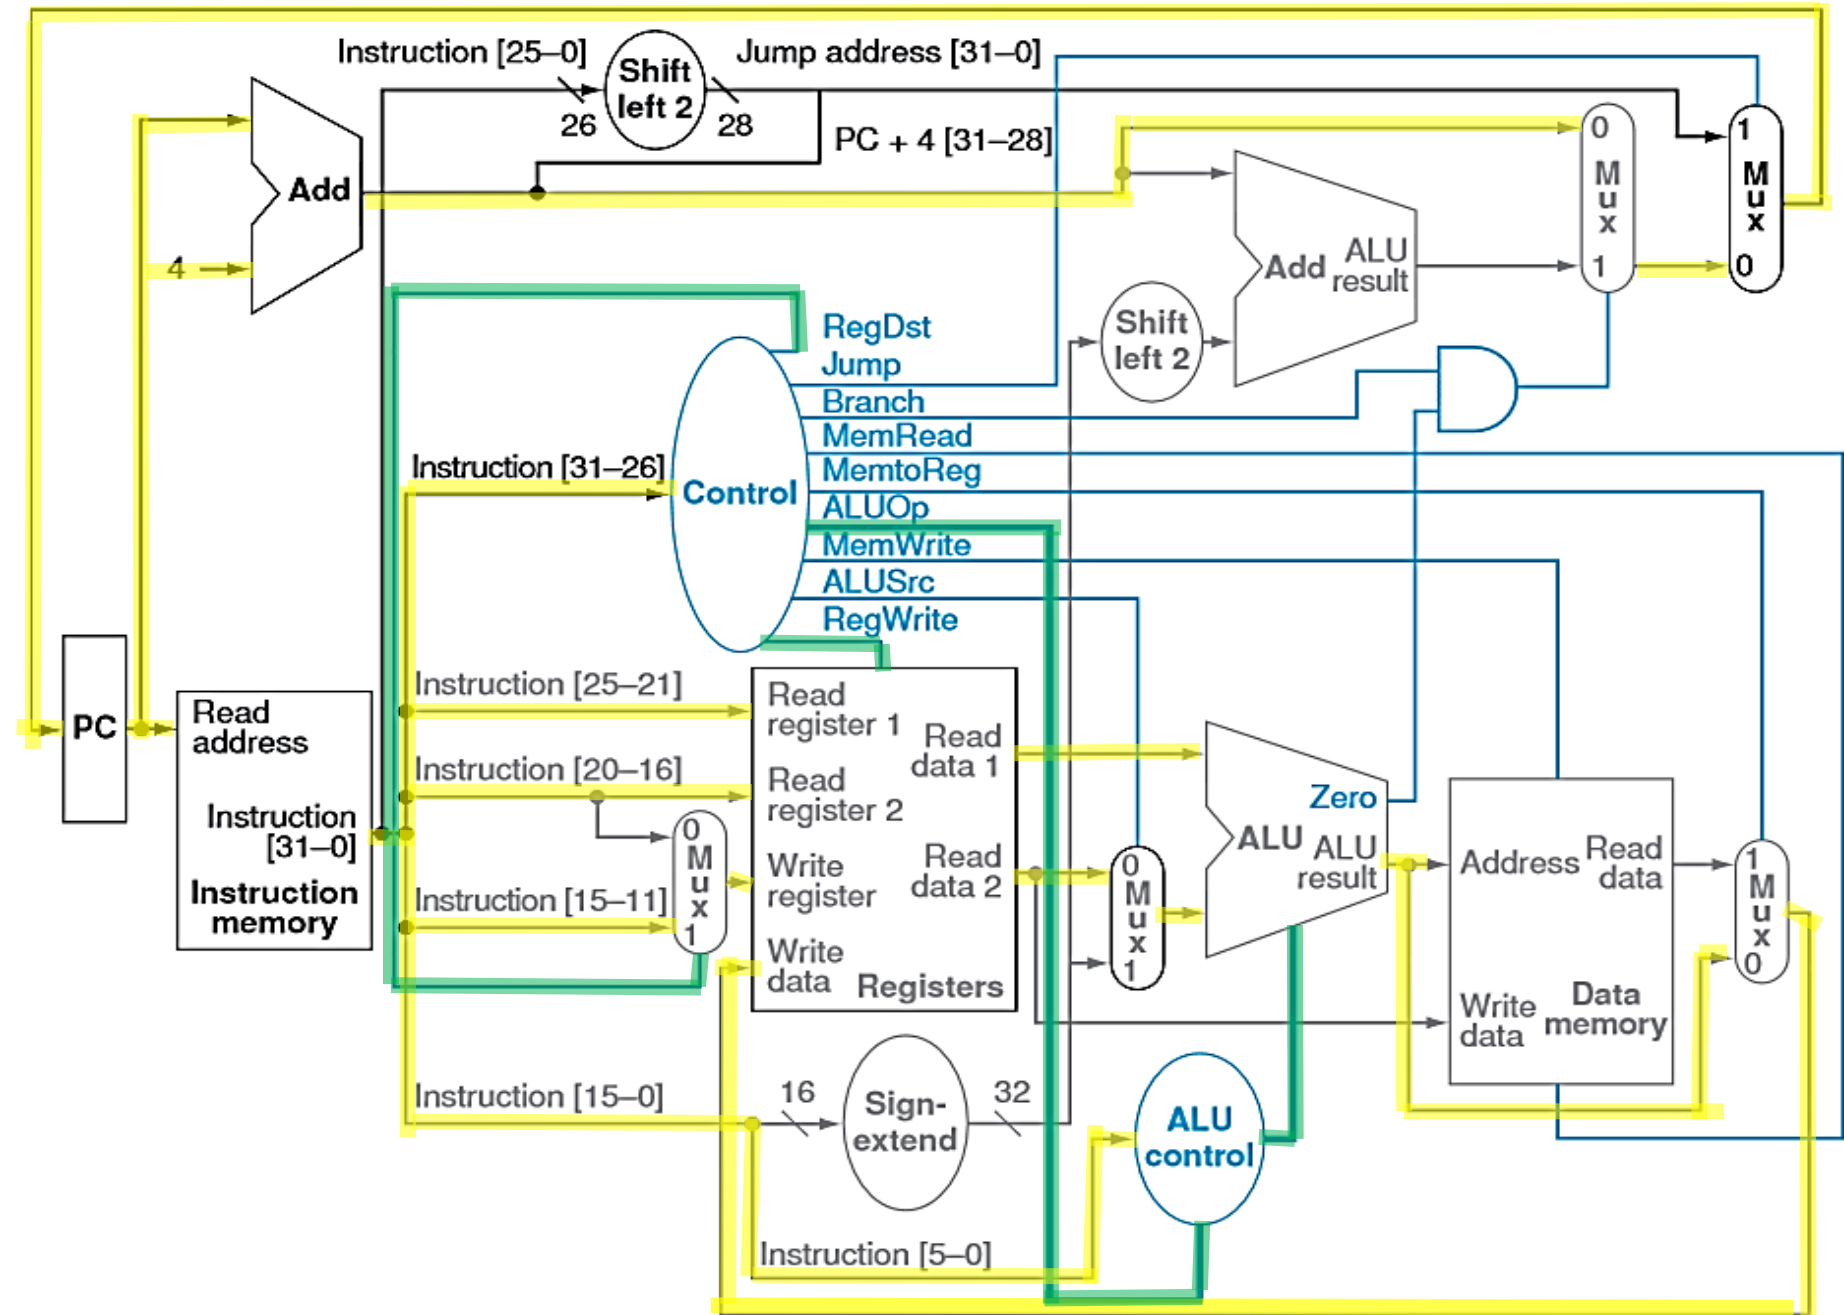 Instruction [25–0]
Shift
left 2
Jump address [31–0]
26
28
PC + 4 [31–28]
Add
4
0
M
u
x
1
1
M
u
x
0
Add
ALU
result
Shift
left 2
RegDst
Jump
Branch
MemRead
MemtoReg
ALUOp
MemWrite
ALUSrc
RegWrite
Instruction [31–26]
Control
PC
Read
address
Instruction
[31–0]
Instruction
memory
Instruction [25–21]
Instruction [20–16]
Instruction [15–11]
0
M
u
x
1
Read
register 1
Read
register 2
Write
register
Write
data
Read
data 1
Read
data 2
Registers
0
M
u
x
1
Zero
ALU
ALU
result
Address
Read
data
Write
data
Data
memory
1
M
u
x
0
Instruction [15–0]
16
Sign-
extend
32
ALU
control
Instruction [5–0]